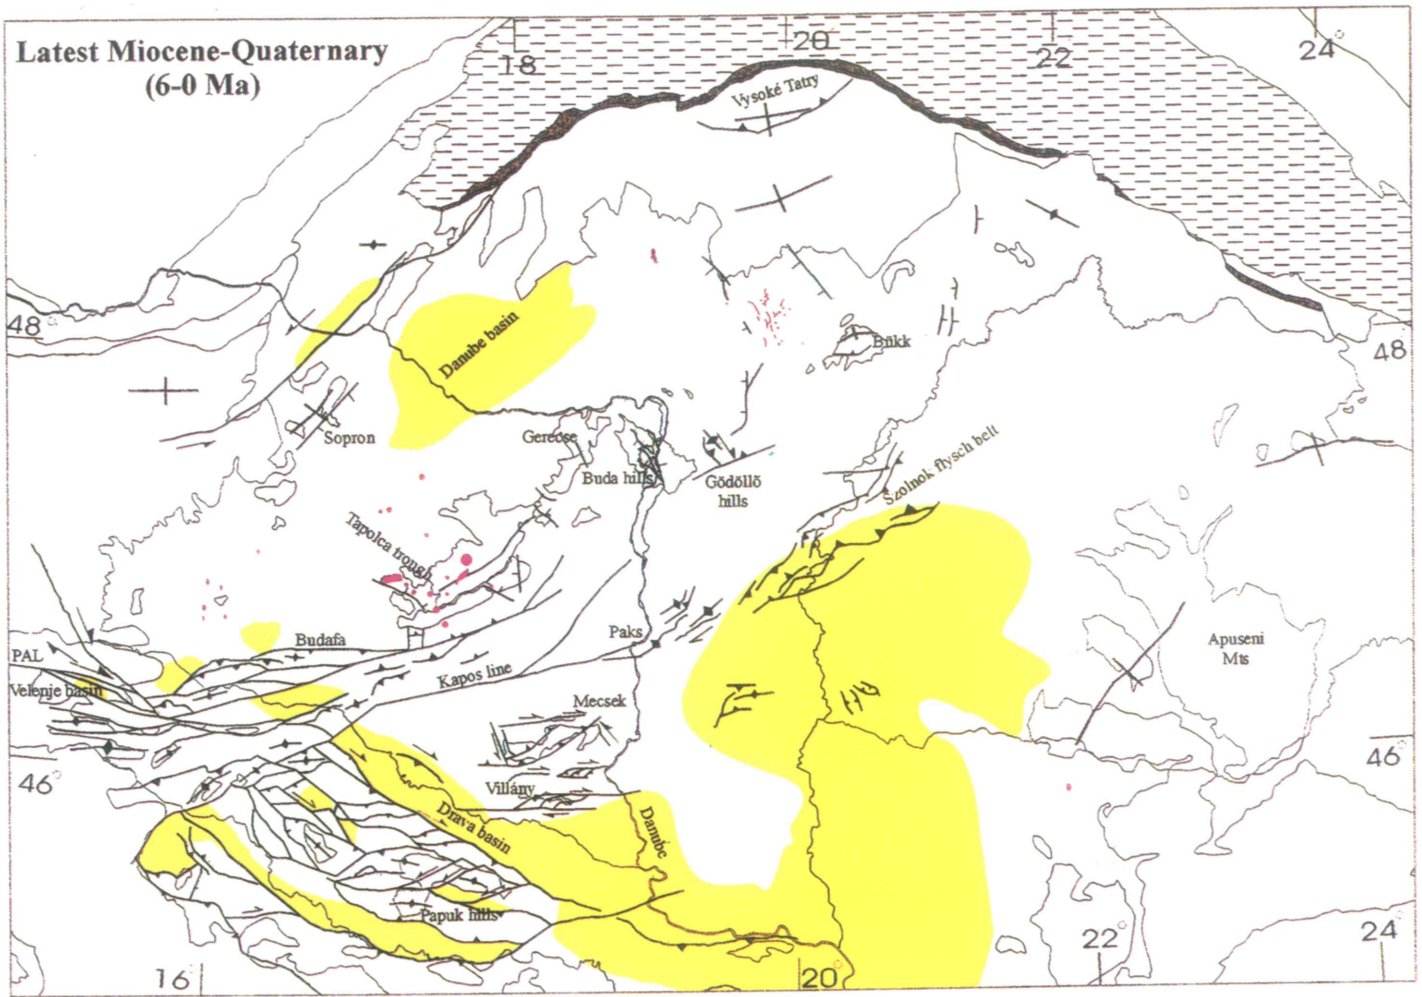 Latest Miocene-Quaternary
(6-0 Ma)
18
20
22
24°
Vysoké Tatry
48°
48
Danube basin
Bükk
Sopron
Gerecse
Buda hills
Gödöllő
hills
Szolnok flysch belt
Tapolca trough
PAL
Budafa
Paks
Apuseni
Mts
Velenje basin
Kapos line
Mecsek
46°
46°
Villány
Drava basin
Danube
Papuk hills
16°
20°
22°
24°